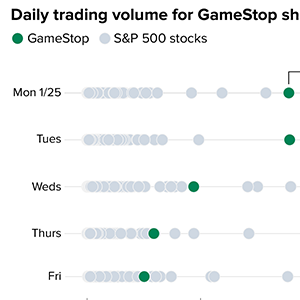 Daily trading volume for GameStop sh
GameStop S&P 500 stocks
Mon 1/25
Tues
Weds
Thurs
Fri